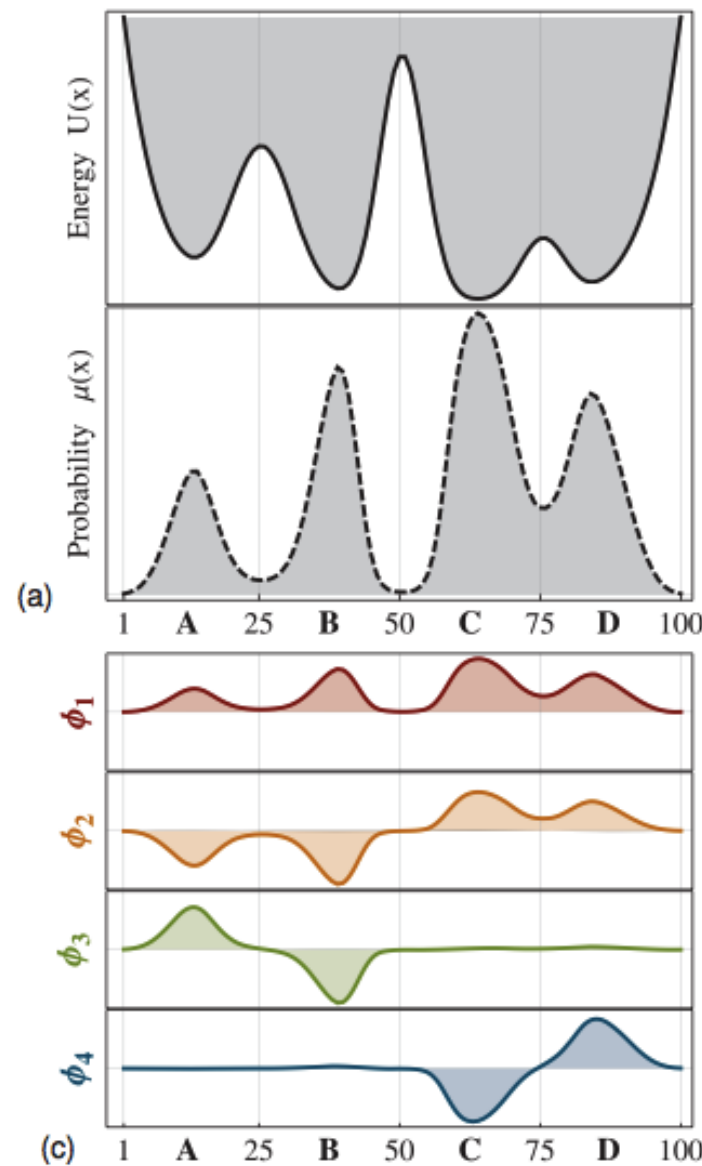 Energy U(x)
Probability μ(x)
(a)
1 A 25 B 50 C 75 D 100
ϕ1
ϕ2
ϕ3
ϕ4
(c)
1 A 25 B 50 C 75 D 100